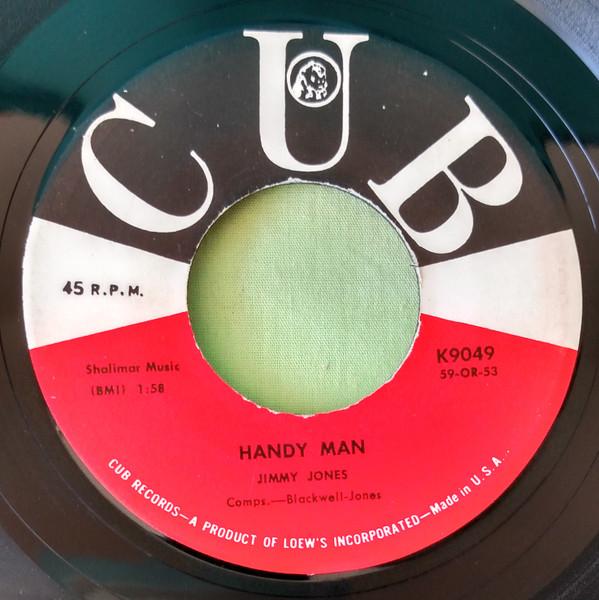 CUB
45 R.P.M.
Shalimar Music
(BMI) 1:58
K9049
59-OR-53
HANDY MAN
JIMMY JONES
Comps.—Blackwell-Jones
CUB RECORDS—A PRODUCT OF LOEW'S INCORPORATED—Made in U.S.A.